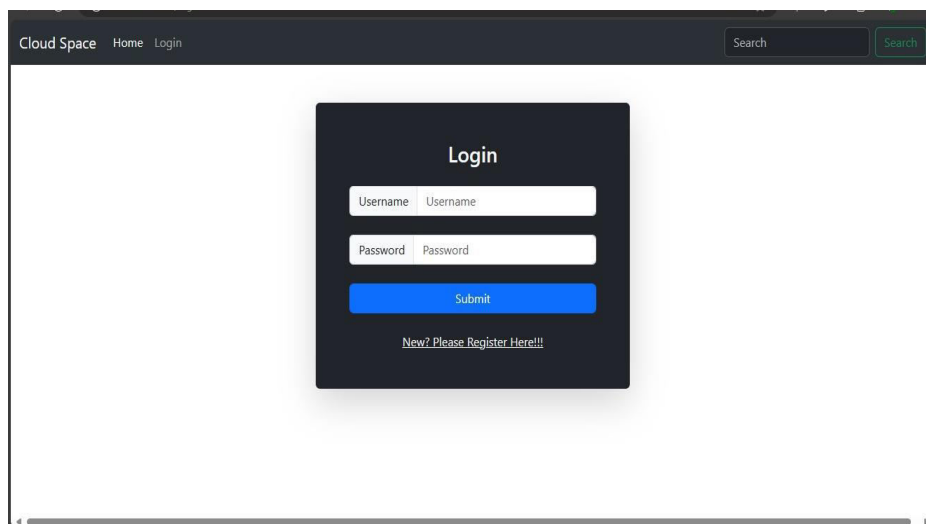 Cloud Space Home Login Search Search
Login
Username Username
Password Password
Submit
New? Please Register Here!!!